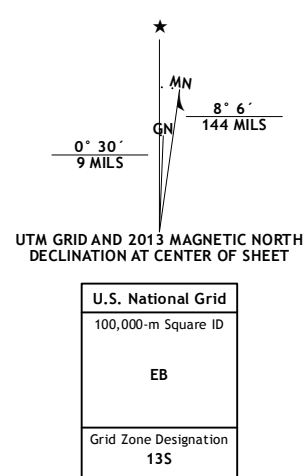 ★
MN
8° 6´
GN
144 MILS
0° 30´
9 MILS
UTM GRID AND 2013 MAGNETIC NORTH
DECLINATION AT CENTER OF SHEET
U.S. National Grid
100,000-m Square ID
EB
Grid Zone Designation
13S